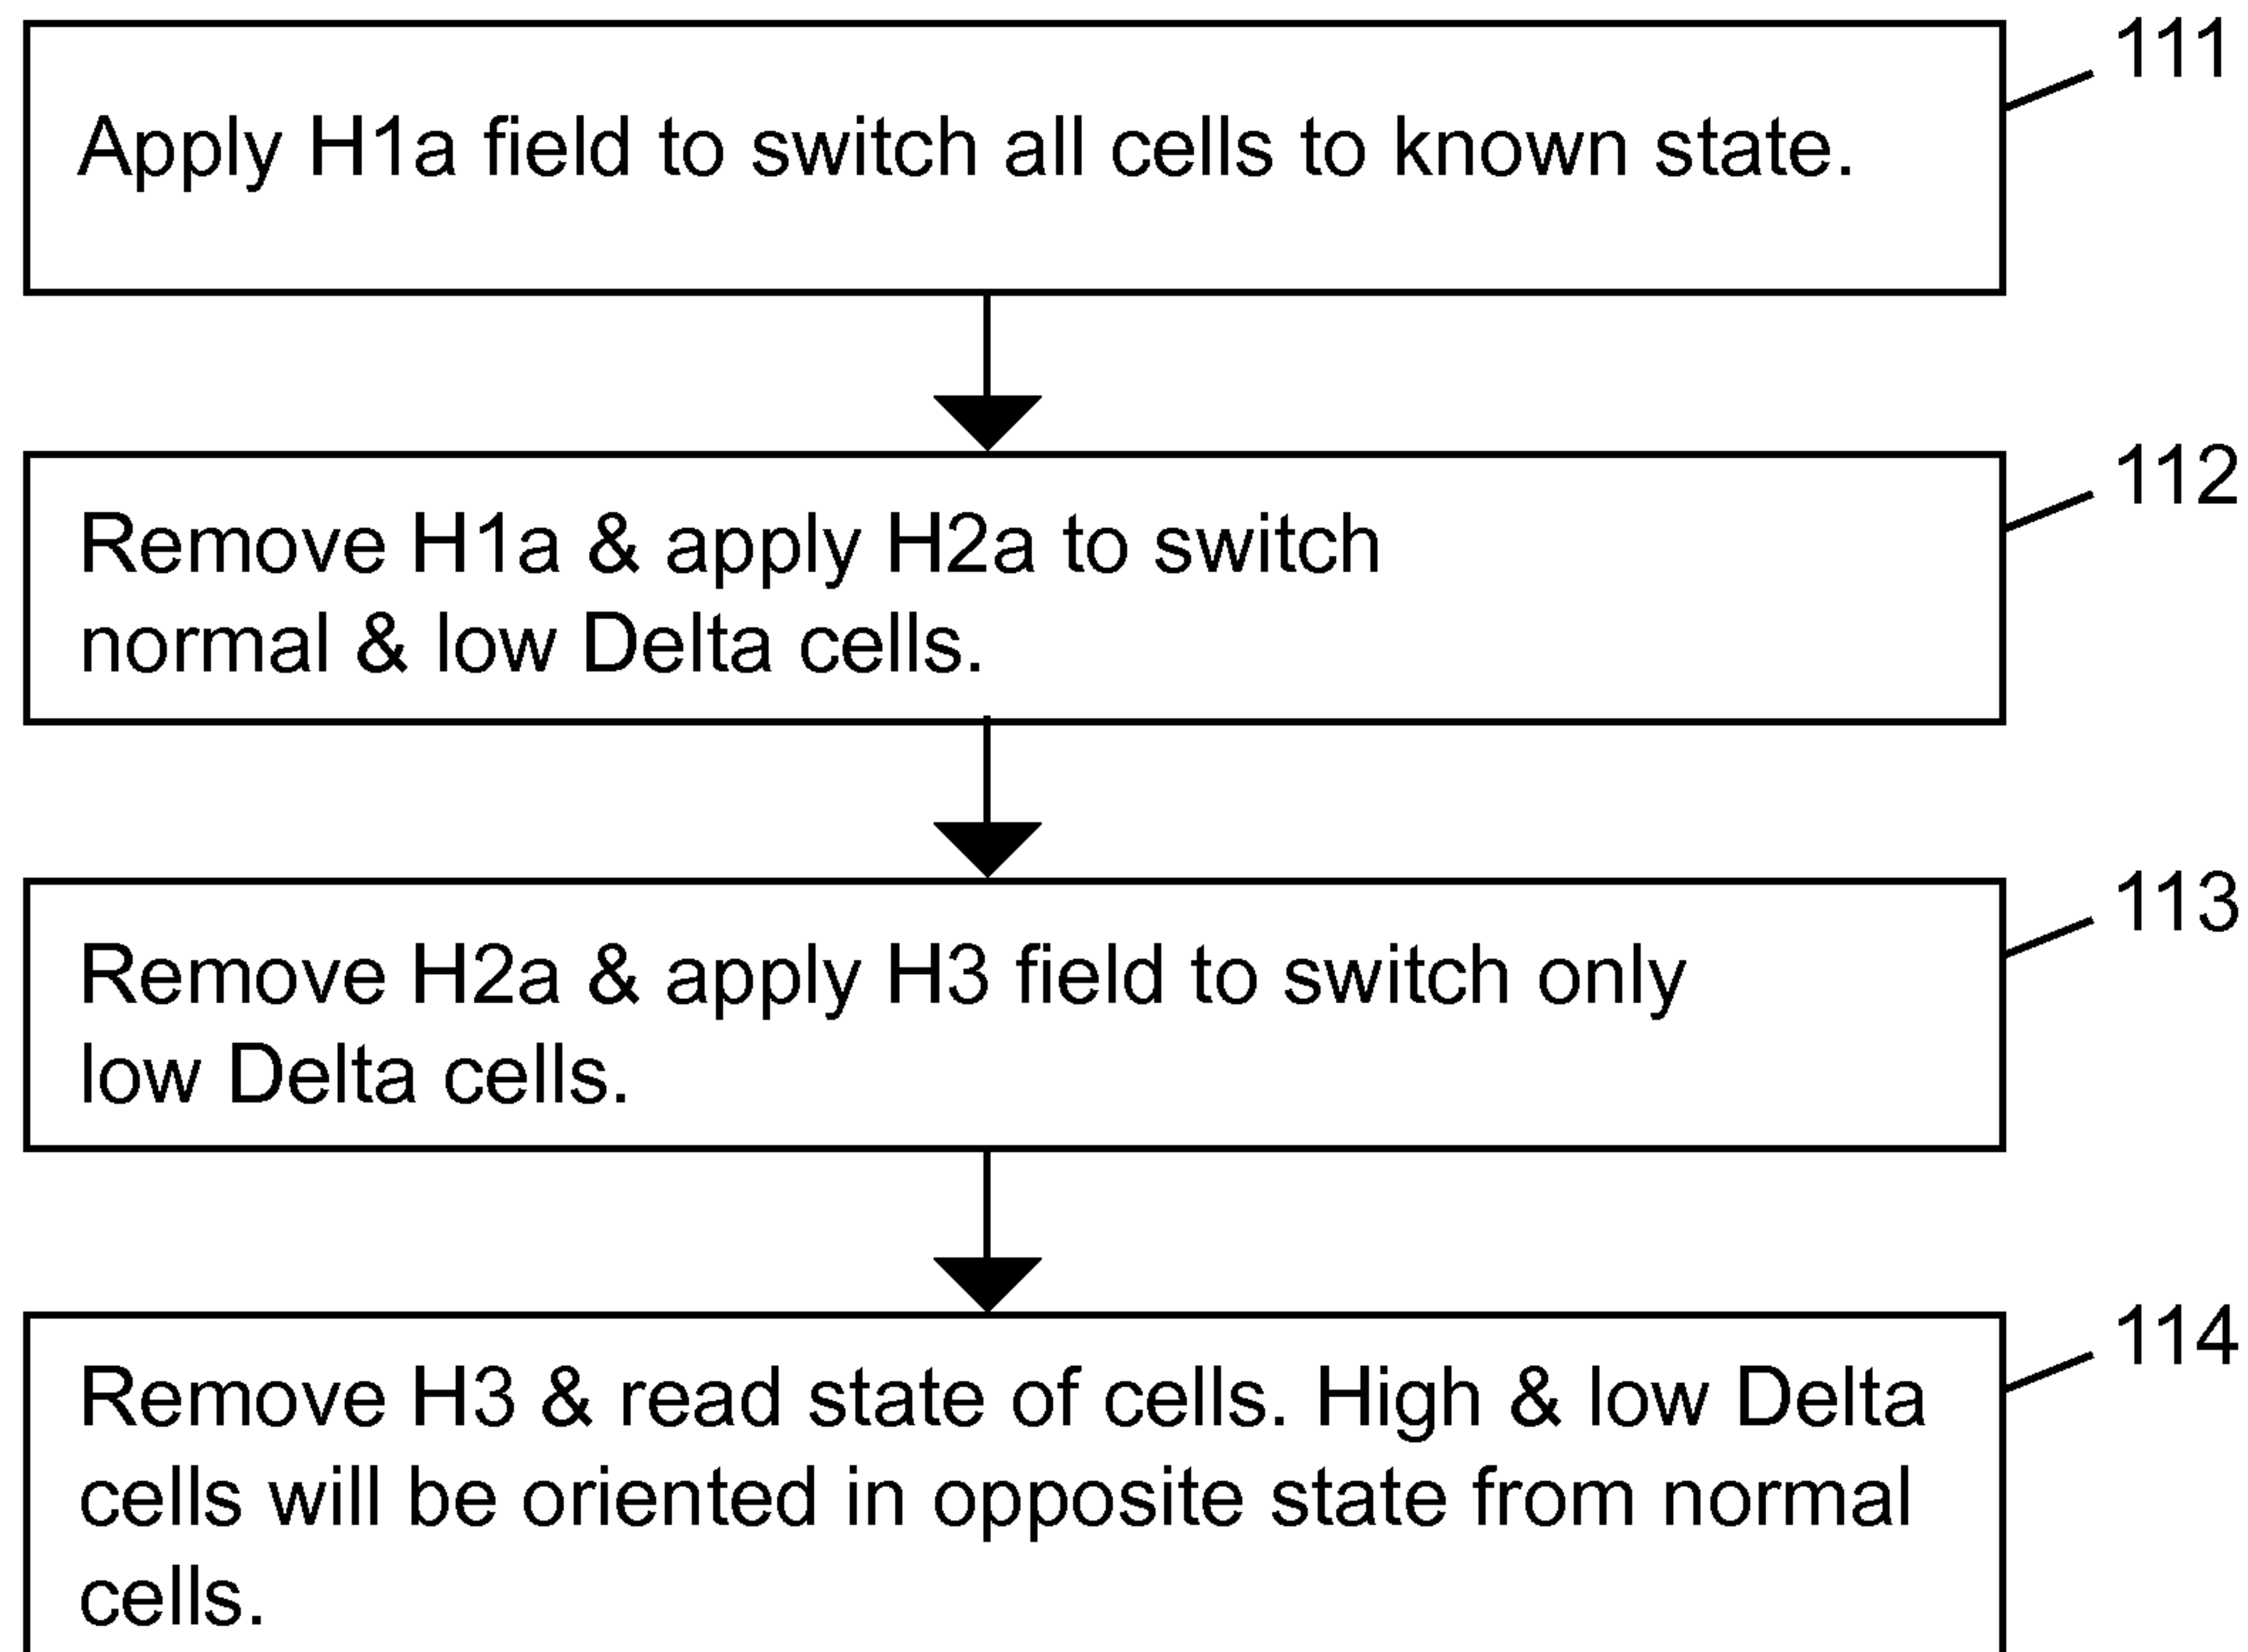 111
Apply H1a field to switch all cells to known state.
112
Remove H1a & apply H2a to switch
normal & low Delta cells.
113
Remove H2a & apply H3 field to switch only
low Delta cells.
114
Remove H3 & read state of cells. High & low Delta
cells will be oriented in opposite state from normal
cells.